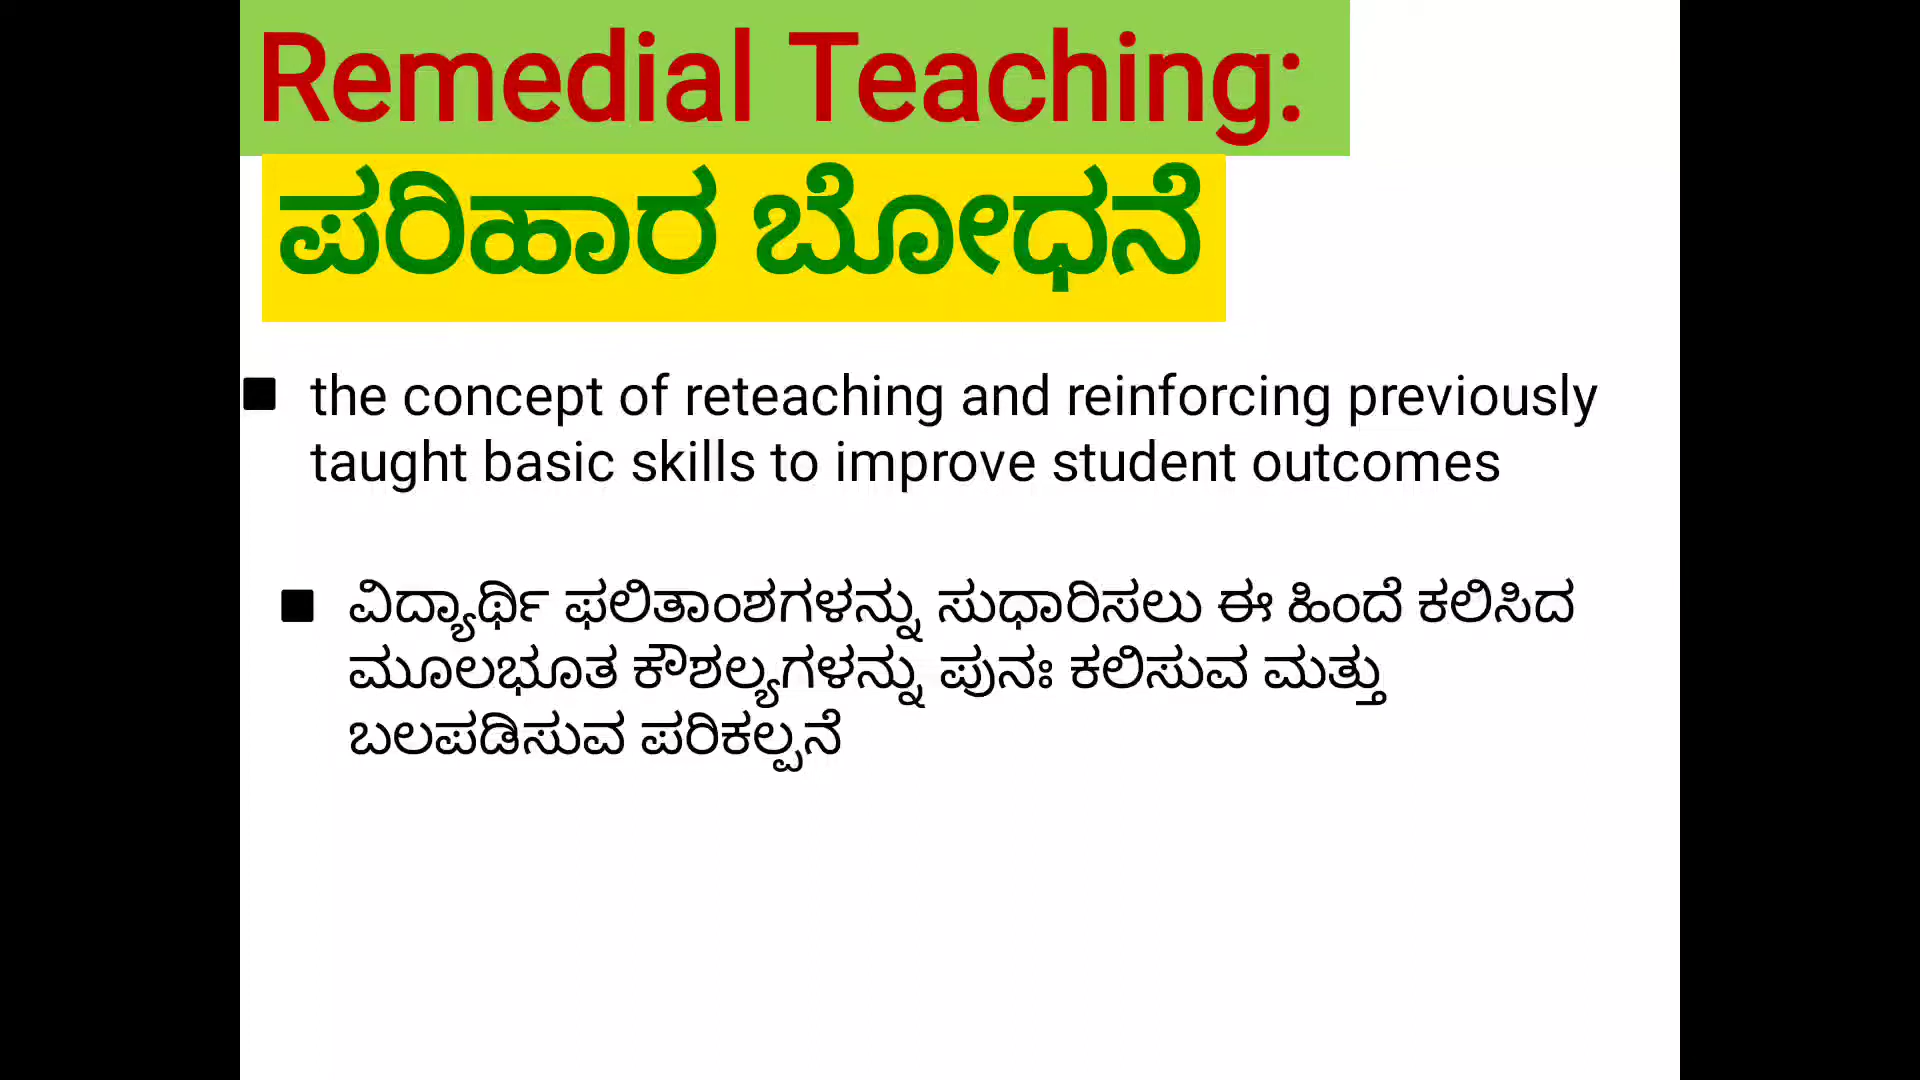 Remedial Teaching:
ಪರಿಹಾರ ಬೋಧನೆ
the concept of reteaching and reinforcing previously
taught basic skills to improve student outcomes
ವಿದ್ಯಾರ್ಥಿ ಫಲಿತಾಂಶಗಳನ್ನು ಸುಧಾರಿಸಲು ಈ ಹಿಂದೆ ಕಲಿಸಿದ
ಮೂಲಭೂತ ಕೌಶಲ್ಯಗಳನ್ನು ಪುನಃ ಕಲಿಸುವ ಮತ್ತು
ಬಲಪಡಿಸುವ ಪರಿಕಲ್ಪನೆ